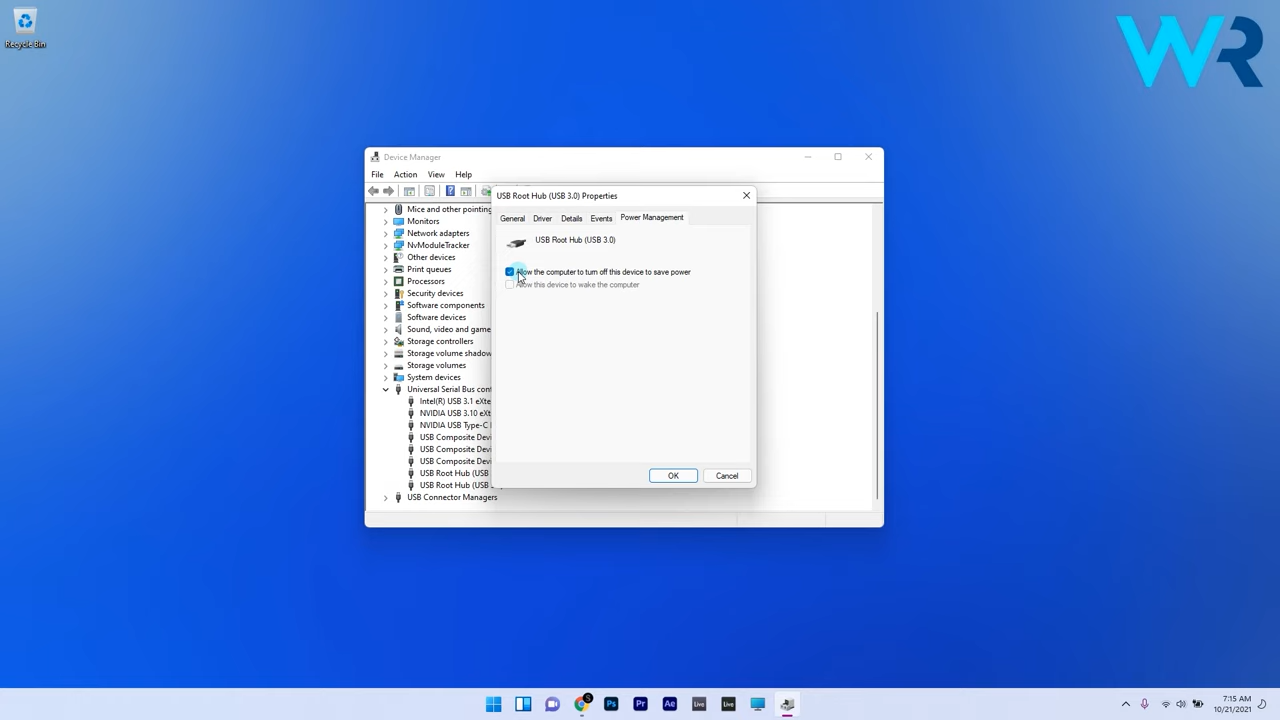 Recycle Bin
WR
Device Manager
File Action View Help
USB Root Hub (USB 3.0) Properties
General Driver Details Events Power Management
USB Root Hub (USB 3.0)
Allow the computer to turn off this device to save power
Allow this device to wake the computer
OK Cancel
Mice and other pointing
Monitors
Network adapters
NvModuleTracker
Other devices
Print queues
Processors
Security devices
Software components
Software devices
Sound, video and game
Storage controllers
Storage volume shadow
Storage volumes
System devices
Universal Serial Bus con
Intel(R) USB 3.1 eXte
NVIDIA USB 3.10 eXt
NVIDIA USB Type-C
USB Composite Devi
USB Composite Devi
USB Composite Devi
USB Root Hub (USB
USB Root Hub (USB
USB Connector Managers
S
Ps
Pr
Ae
Live
Live
7:15 AM
10/21/2021